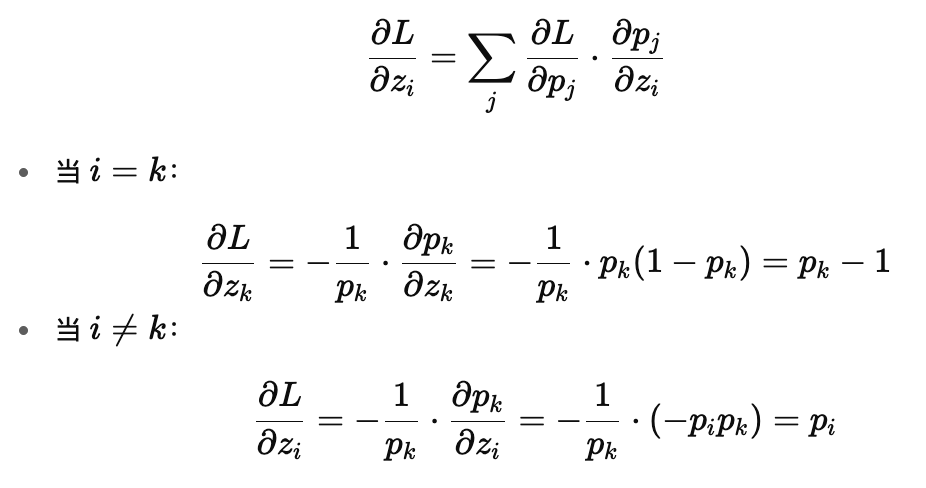 ∂L/∂z_i = ∑_j ∂L/∂p_j · ∂p_j/∂z_i
• 当 i = k:
∂L/∂z_k = −1/p_k · ∂p_k/∂z_k = −1/p_k · p_k(1 − p_k) = p_k − 1
• 当 i ≠ k:
∂L/∂z_i = −1/p_k · ∂p_k/∂z_i = −1/p_k · (−p_i p_k) = p_i